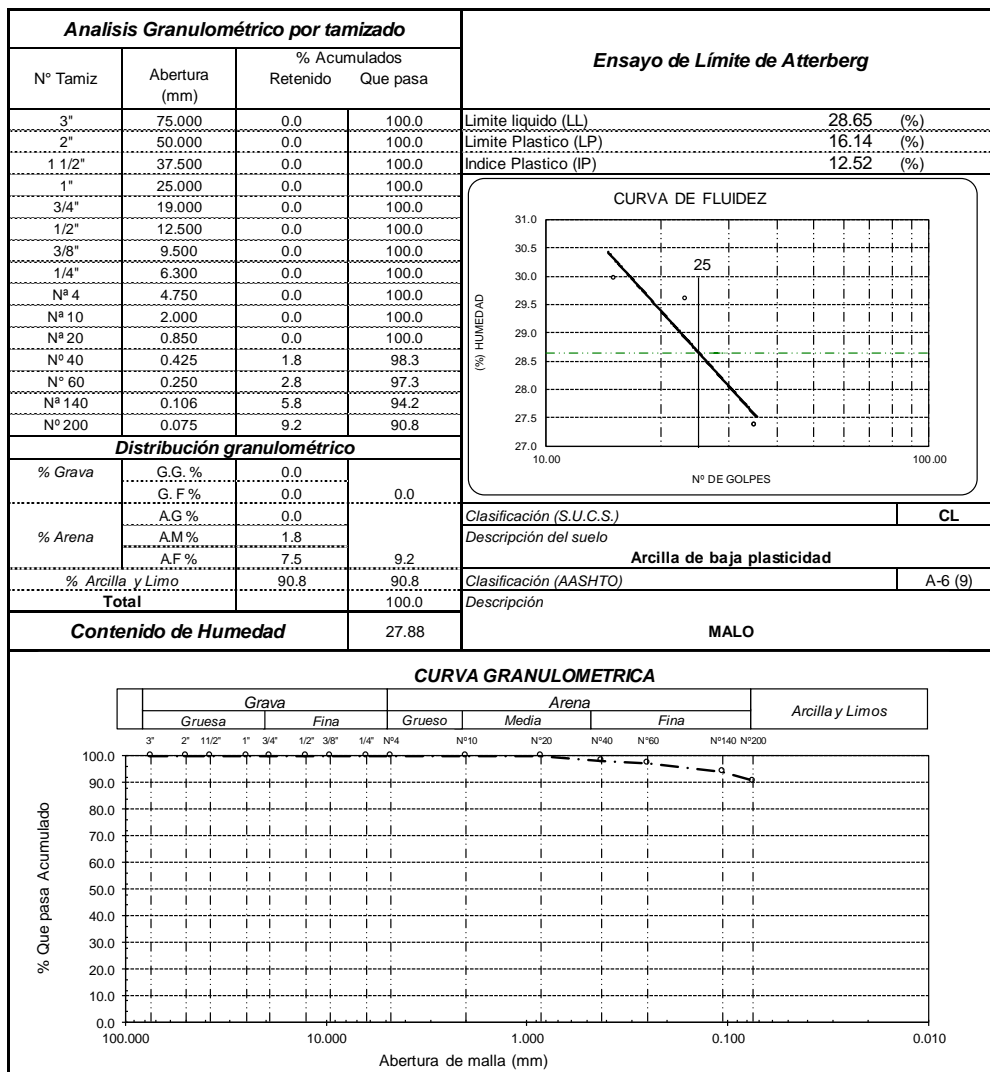 Analisis Granulométrico por tamizado
N° Tamiz Abertura (mm) % Acumulados
Retenido Que pasa
3" 75.000 0.0 100.0
2" 50.000 0.0 100.0
1 1/2" 37.500 0.0 100.0
1" 25.000 0.0 100.0
3/4" 19.000 0.0 100.0
1/2" 12.500 0.0 100.0
3/8" 9.500 0.0 100.0
1/4" 6.300 0.0 100.0
Nª 4 4.750 0.0 100.0
Nª 10 2.000 0.0 100.0
Nª 20 0.850 0.0 100.0
Nº 40 0.425 1.8 98.3
N° 60 0.250 2.8 97.3
Nª 140 0.106 5.8 94.2
Nº 200 0.075 9.2 90.8
Distribución granulométrico
% Grava G.G. % 0.0
G. F % 0.0 0.0
% Arena A.G % 0.0
A.M % 1.8
A.F % 7.5 9.2
% Arcilla y Limo 90.8 90.8
Total 100.0
Contenido de Humedad 27.88
Ensayo de Límite de Atterberg
Limite liquido (LL) 28.65 (%)
Limite Plastico (LP) 16.14 (%)
Indice Plastico (IP) 12.52 (%)
CURVA DE FLUIDEZ
(%) HUMEDAD
31.0
30.5
30.0
29.5
29.0
28.5
28.0
27.5
27.0
25
10.00 100.00
Nº DE GOLPES
Clasificación (S.U.C.S.) CL
Descripción del suelo
Arcilla de baja plasticidad
Clasificación (AASHTO) A-6 (9)
Descripción
MALO
CURVA GRANULOMETRICA
Grava Arena Arcilla y Limos
Gruesa Fina Grueso Media Fina
3" 2" 11/2" 1" 3/4" 1/2" 3/8" 1/4" Nº4 Nº10 N°20 N°40 N°60 Nº140 Nº200
% Que pasa Acumulado
100.0
90.0
80.0
70.0
60.0
50.0
40.0
30.0
20.0
10.0
0.0
100.000 10.000 1.000 0.100 0.010
Abertura de malla (mm)